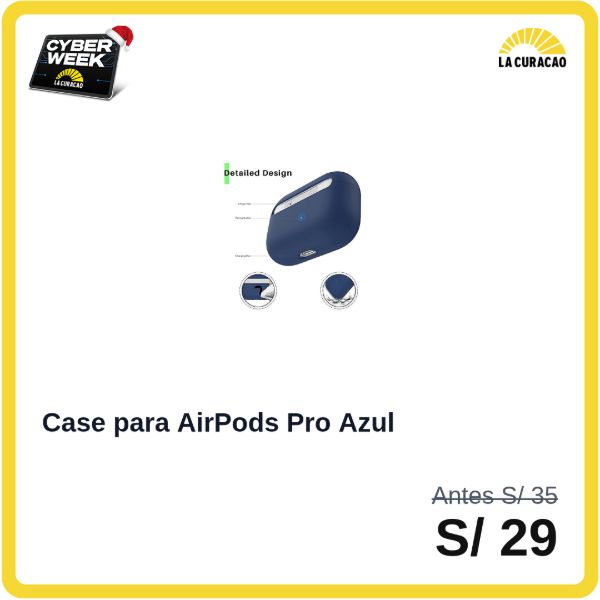 CYBER
WEEK
LA CURACAO
LA CURACAO
Detailed Design
Case para AirPods Pro Azul
Antes S/ 35
S/ 29